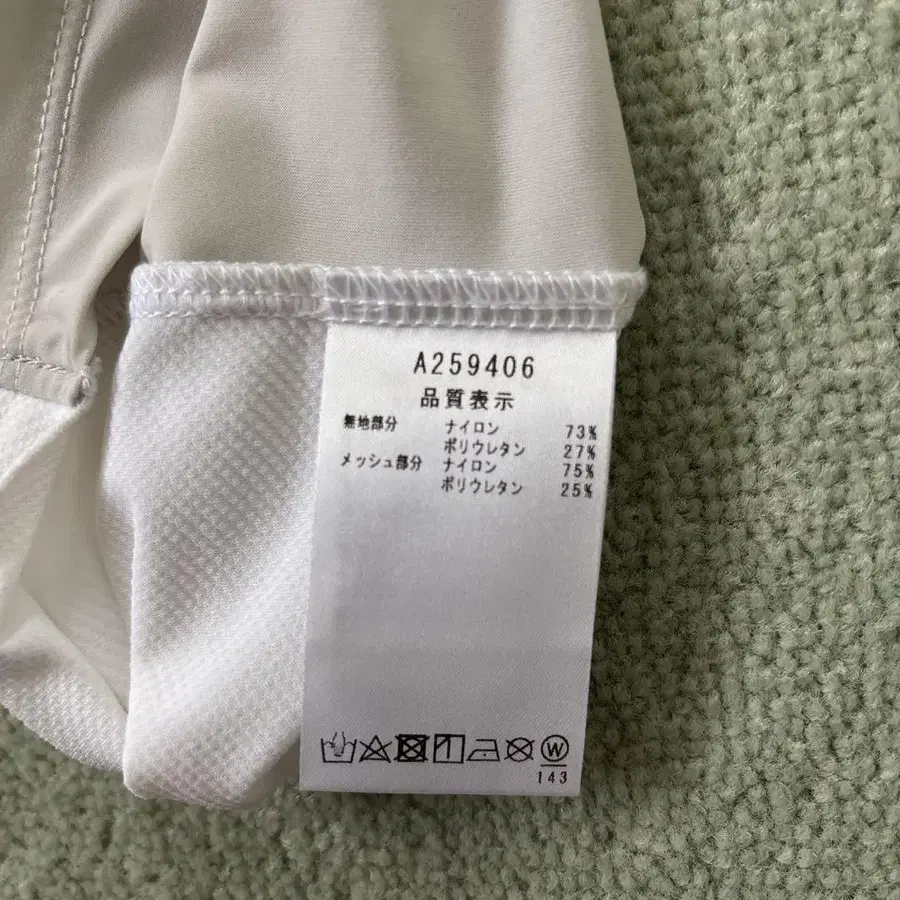 A259406
品質表示
無地部分 ナイロン 73%
ポリウレタン 27%
メッシュ部分 ナイロン 75%
ポリウレタン 25%
W
143